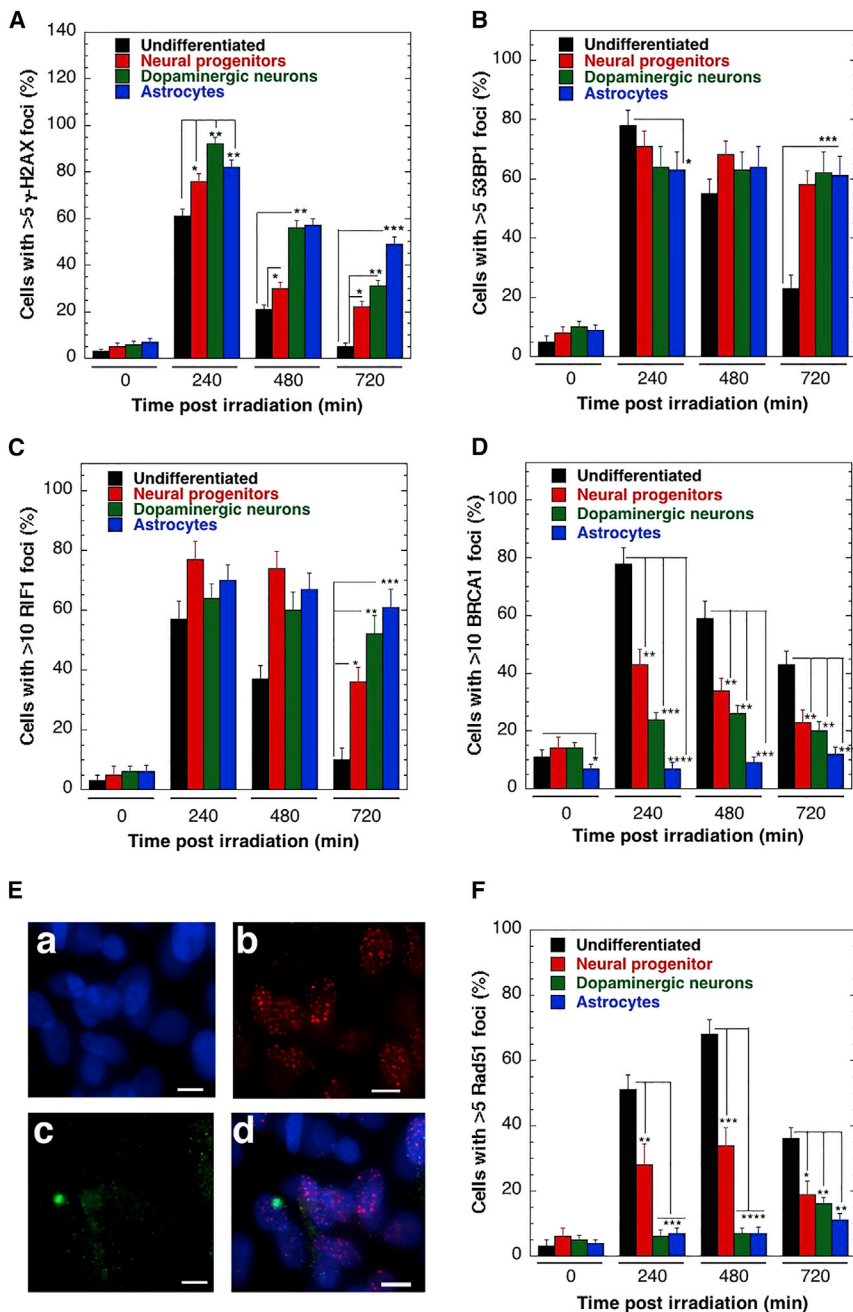 A
Cells with >5 γ-H2AX foci (%)
140
120
100
80
60
40
20
0
Undifferentiated
Neural progenitors
Dopaminergic neurons
Astrocytes
*
**
**
*
**
*
**
***
0
240
480
720
Time post irradiation (min)
B
Cells with >5 53BP1 foci (%)
100
80
60
40
20
0
Undifferentiated
Neural progenitors
Dopaminergic neurons
Astrocytes
*
***
0
240
480
720
Time post irradiation (min)
C
Cells with >10 RIF1 foci (%)
100
80
60
40
20
0
Undifferentiated
Neural progenitors
Dopaminergic neurons
Astrocytes
*
**
***
0
240
480
720
Time post irradiation (min)
D
Cells with >10 BRCA1 foci (%)
100
80
60
40
20
0
Undifferentiated
Neural progenitors
Dopaminergic neurons
Astrocytes
*
**
***
****
**
**
***
**
**
**
0
240
480
720
Time post irradiation (min)
E
a
b
c
d
F
Cells with >5 Rad51 foci (%)
100
80
60
40
20
0
Undifferentiated
Neural progenitor
Dopaminergic neurons
Astrocytes
**
***
***
****
*
**
**
0
240
480
720
Time post irradiation (min)